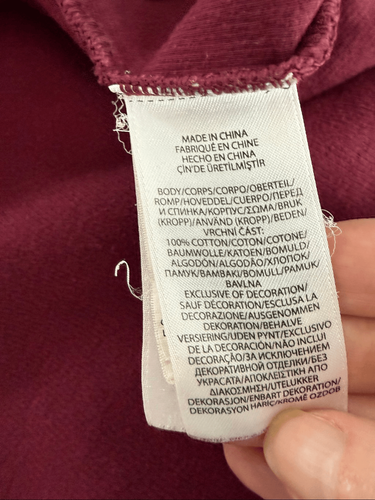 MADE IN CHINA
FABRIQUÉ EN CHINE
HECHO EN CHINA
ÇİN'DE ÜRETİLMİŞTİR
BODY/CORPS/CORPO/OBERTEIL/
ROMP/HOVEDDEL/CUERPO/ПЕРЕД
И СПИНКА/КОРПУС/ΣΩΜΑ/BRUK
(KROPP)/ANVÄND (KROPP)/BEDEN/
VRCHNÍ ČÁST:
100% COTTON/COTON/COTONE/
BAUMWOLLE/KATOEN/BOMULD/
ALGODÓN/ALGODÃO/ХЛОПОК/
ПАМУК/ΒΑΜΒΑΚΙ/BOMULL/PAMUK/
BAVLNA
EXCLUSIVE OF DECORATION/
SAUF DÉCORATION/ESCLUSA LA
DECORAZIONE/AUSGENOMMEN
DEKORATION/BEHALVE
VERSIERING/UDEN PYNT/EXCLUSIVO
DE LA DECORACIÓN/NÃO INCLUI
DECORAÇÃO/ЗА ИСКЛЮЧЕНИЕМ
ДЕКОРАТИВНОЙ ОТДЕЛКИ/БЕЗ
УКРАСАТА/ΑΠΟΚΛΕΙΣΤΙΚΗ ΑΠΟ
ΔΙΑΚΟΣΜΗΣΗ/UTELUKKER
DEKORASJON/ENBART DEKORATION/
DEKORASYON HARİÇ/KROMĚ OZDOB